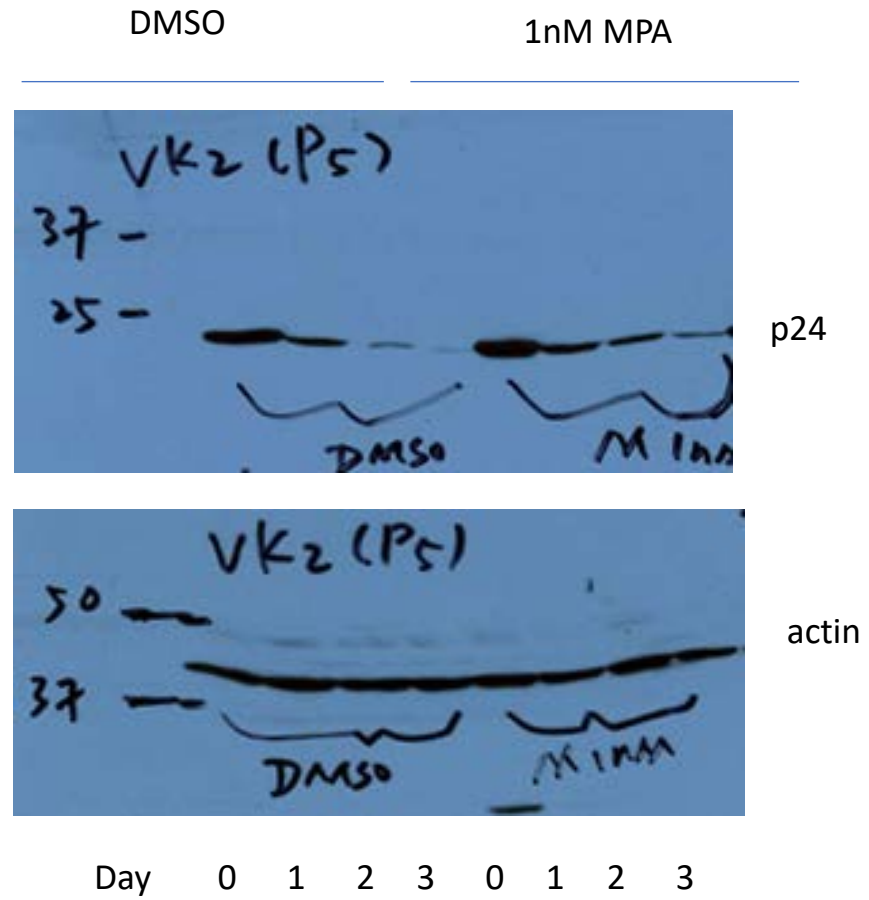 DMSO 1nM MPA
VK2 (P5)
37 -
25 -
p24
DMSO M 1nM
VK2 (P5)
50
actin
37
DMSO M 1nM
Day 0 1 2 3 0 1 2 3